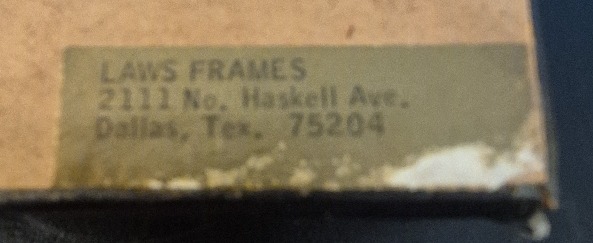 LAWS FRAMES
2111 No. Haskell Ave.
Dallas, Tex. 75204